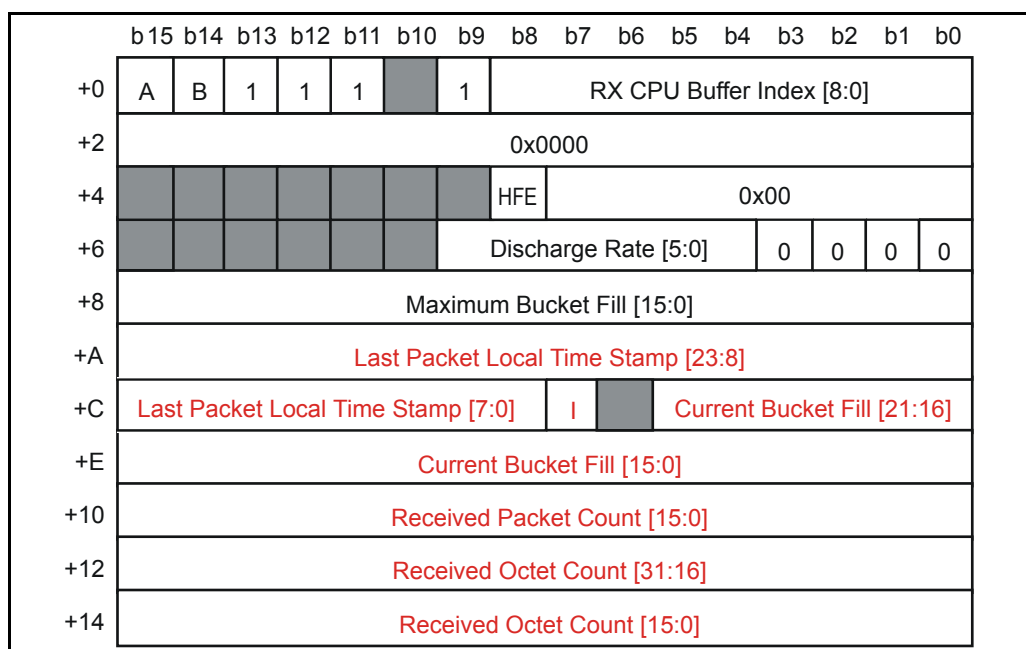 b15 b14 b13 b12 b11 b10 b9 b8 b7 b6 b5 b4 b3 b2 b1 b0
+0 A B 1 1 1 1 RX CPU Buffer Index [8:0]
+2 0x0000
+4 HFE 0x00
+6 Discharge Rate [5:0] 0 0 0 0
+8 Maximum Bucket Fill [15:0]
+A Last Packet Local Time Stamp [23:8]
+C Last Packet Local Time Stamp [7:0] I Current Bucket Fill [21:16]
+E Current Bucket Fill [15:0]
+10 Received Packet Count [15:0]
+12 Received Octet Count [31:16]
+14 Received Octet Count [15:0]